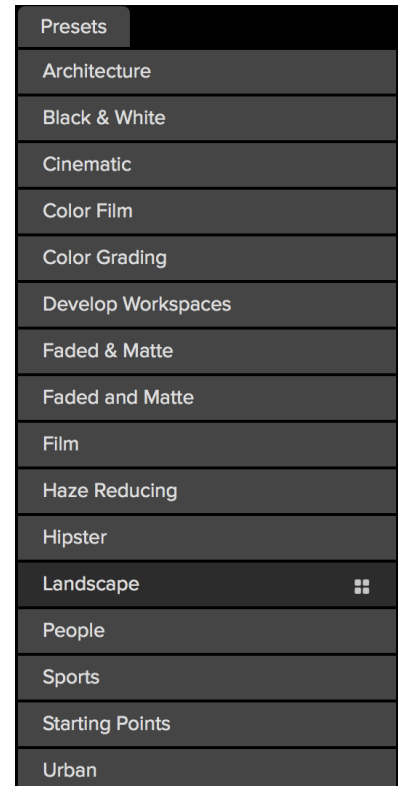 Presets
Architecture
Black & White
Cinematic
Color Film
Color Grading
Develop Workspaces
Faded & Matte
Faded and Matte
Film
Haze Reducing
Hipster
Landscape
People
Sports
Starting Points
Urban